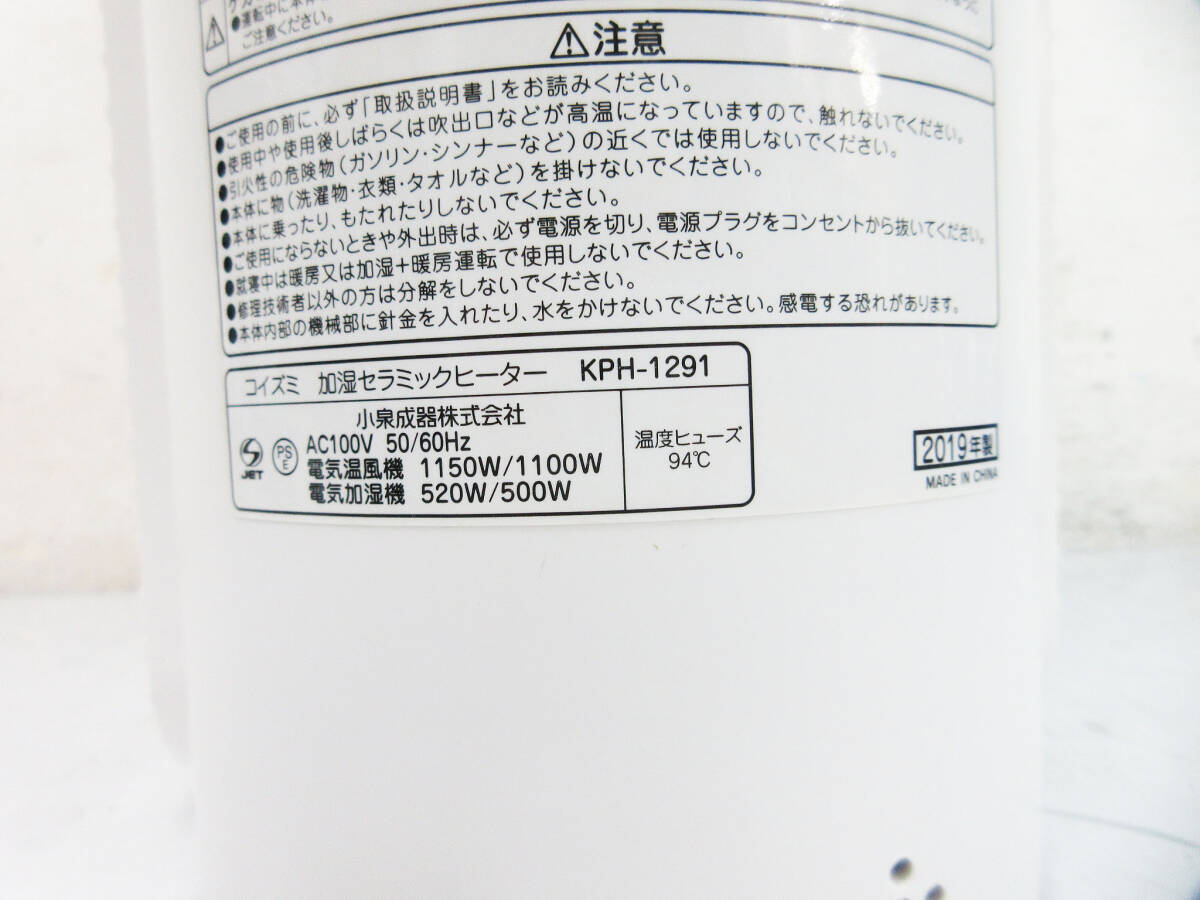 ●運転中に本体
ご注意ください。
注意
●ご使用の前に、必ず「取扱説明書」をお読みください。
●使用中や使用後しばらくは吹出口などが高温になっていますので、触れないでください。
●引火性の危険物(ガソリン・シンナーなど)の近くでは使用しないでください。
●本体に物(洗濯物・衣類・タオルなど)を掛けないでください。
●本体に乗ったり、もたれたりしないでください。
●ご使用にならないときや外出時は、必ず電源を切り、電源プラグをコンセントから抜いてください。
●就寝中は暖房又は加湿+暖房運転で使用しないでください。
●修理技術者以外の方は分解をしないでください。
●本体内部の機械部に針金を入れたり、水をかけないでください。感電する恐れがあります。
コイズミ 加湿セラミックヒーター KPH-1291
小泉成器株式会社
JET PSE AC100V 50/60Hz
電気温風機 1150W/1100W
電気加湿機 520W/500W
温度ヒューズ
94℃
2019年製
MADE IN CHINA